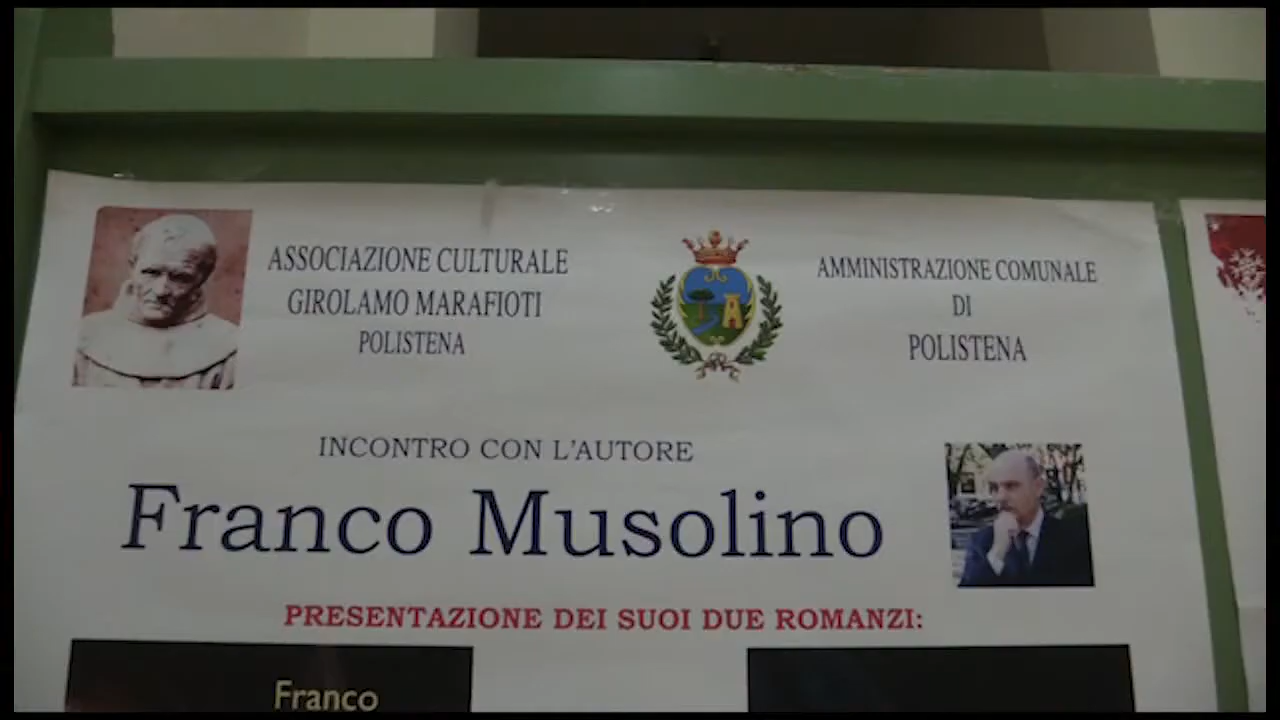 ASSOCIAZIONE CULTURALE
GIROLAMO MARAFIOTI
POLISTENA
AMMINISTRAZIONE COMUNALE
DI
POLISTENA
INCONTRO CON L'AUTORE
Franco Musolino
PRESENTAZIONE DEI SUOI DUE ROMANZI:
Franco